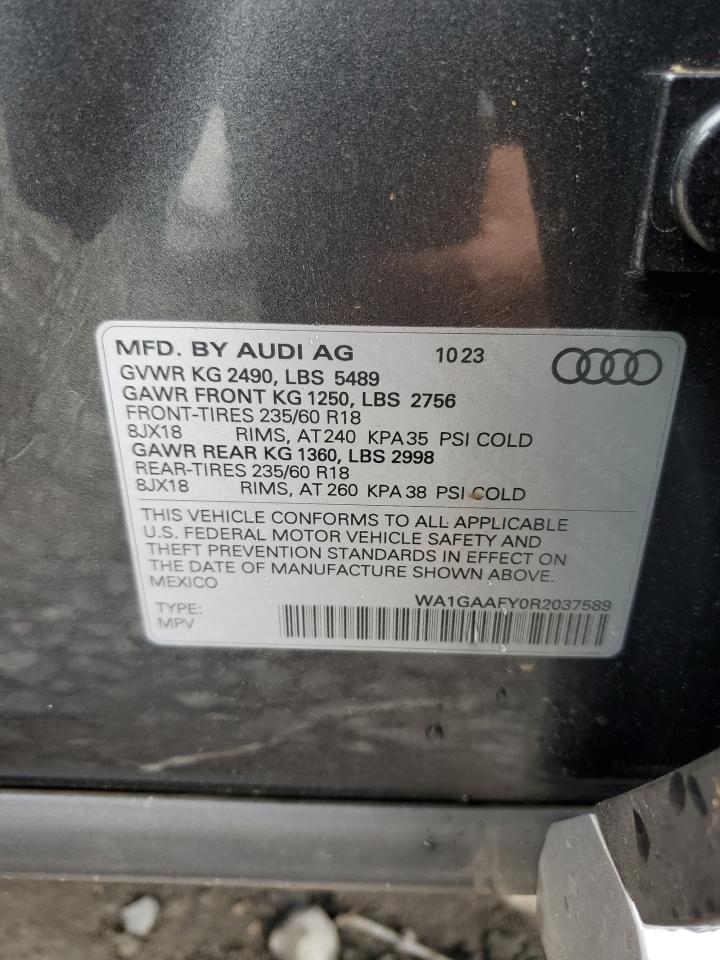 MFD. BY AUDI AG 10 23
GVWR KG 2490, LBS 5489
GAWR FRONT KG 1250, LBS 2756
FRONT-TIRES 235/60 R18
8JX18 RIMS, AT 240 KPA 35 PSI COLD
GAWR REAR KG 1360, LBS 2998
REAR-TIRES 235/60 R18
8JX18 RIMS, AT 260 KPA 38 PSI COLD
THIS VEHICLE CONFORMS TO ALL APPLICABLE
U.S. FEDERAL MOTOR VEHICLE SAFETY AND
THEFT PREVENTION STANDARDS IN EFFECT ON
THE DATE OF MANUFACTURE SHOWN ABOVE.
MEXICO
WA1GAAFY0R2037589
TYPE:
MPV